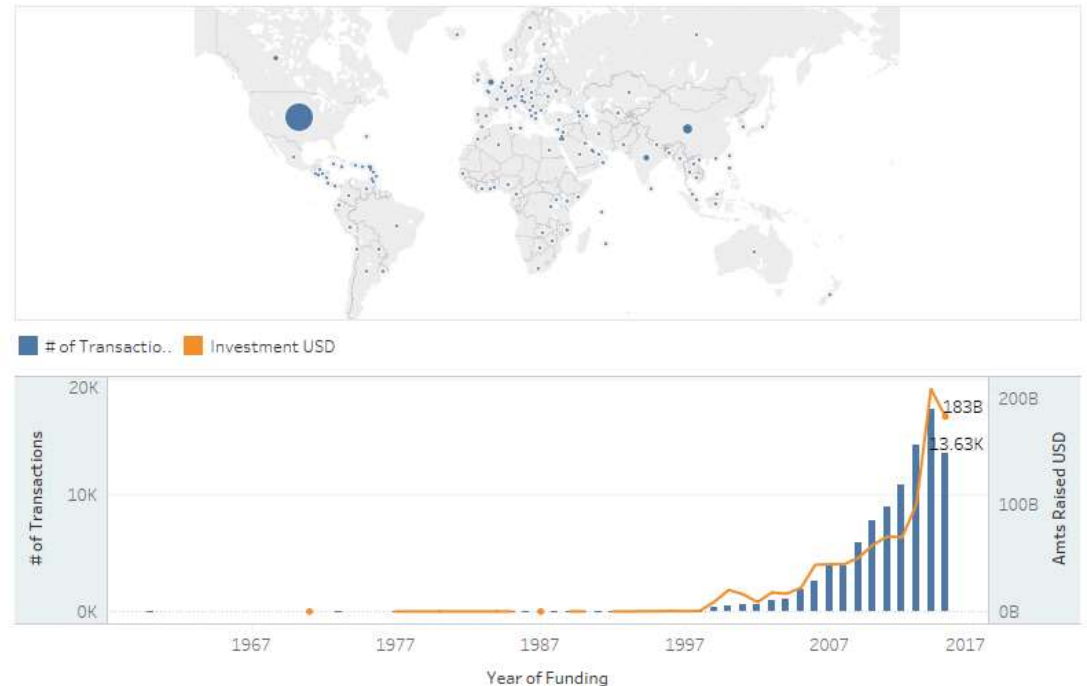 # of Transactio.. Investment USD
20K
10K
0K
# of Transactions
183B
13.63K
200B
100B
0B
Amts Raised USD
1967 1977 1987 1997 2007 2017
Year of Funding